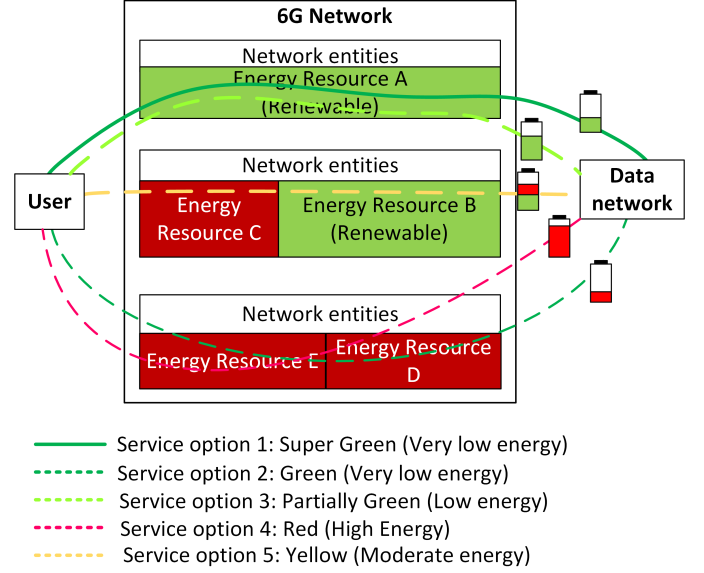 6G Network
Network entities
Energy Resource A
(Renewable)
Network entities
Energy
Resource C
Energy Resource B
(Renewable)
User
Data
network
Network entities
Energy Resource E
Energy Resource
D
Service option 1: Super Green (Very low energy)
Service option 2: Green (Very low energy)
Service option 3: Partially Green (Low energy)
Service option 4: Red (High Energy)
Service option 5: Yellow (Moderate energy)